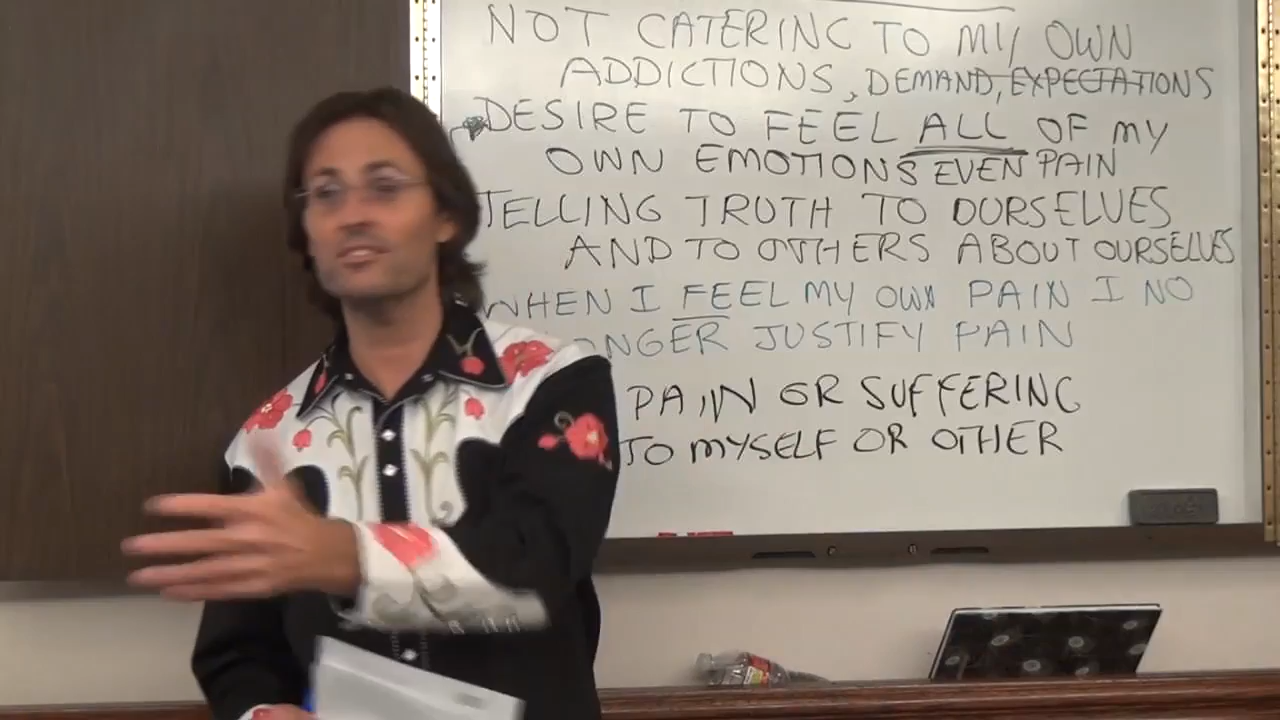 NOT CATERING TO MY OWN
ADDICTIONS, DEMAND, EXPECTATIONS
DESIRE TO FEEL ALL OF MY
OWN EMOTIONS EVEN PAIN
TELLING TRUTH TO OURSELVES
AND TO OTHERS ABOUT OURSELVES
WHEN I FEEL MY OWN PAIN I NO
ONGER JUSTIFY PAIN
PAIN OR SUFFERING
TO MYSELF OR OTHER